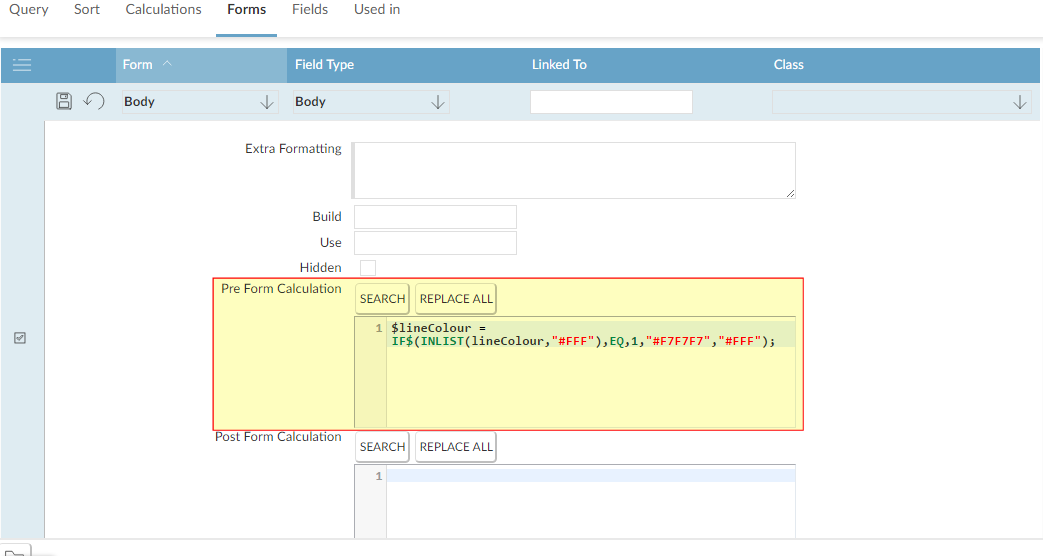 Query Sort Calculations Forms Fields Used in
Form Field Type Linked To Class
Body Body
Extra Formatting
Build
Use
Hidden
Pre Form Calculation SEARCH REPLACE ALL
1 $lineColour =
IF$(INLIST(lineColour,"#FFF"),EQ,1,"#F7F7F7","#FFF");
Post Form Calculation SEARCH REPLACE ALL
1